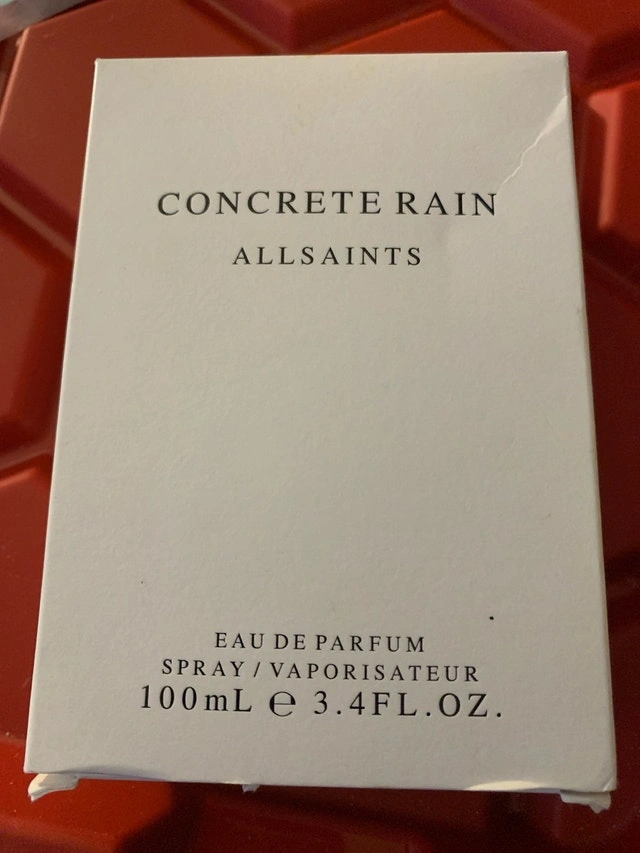 CONCRETE RAIN
ALLSAINTS
EAU DE PARFUM
SPRAY / VAPORISATEUR
100mL ℮ 3.4FL.OZ.